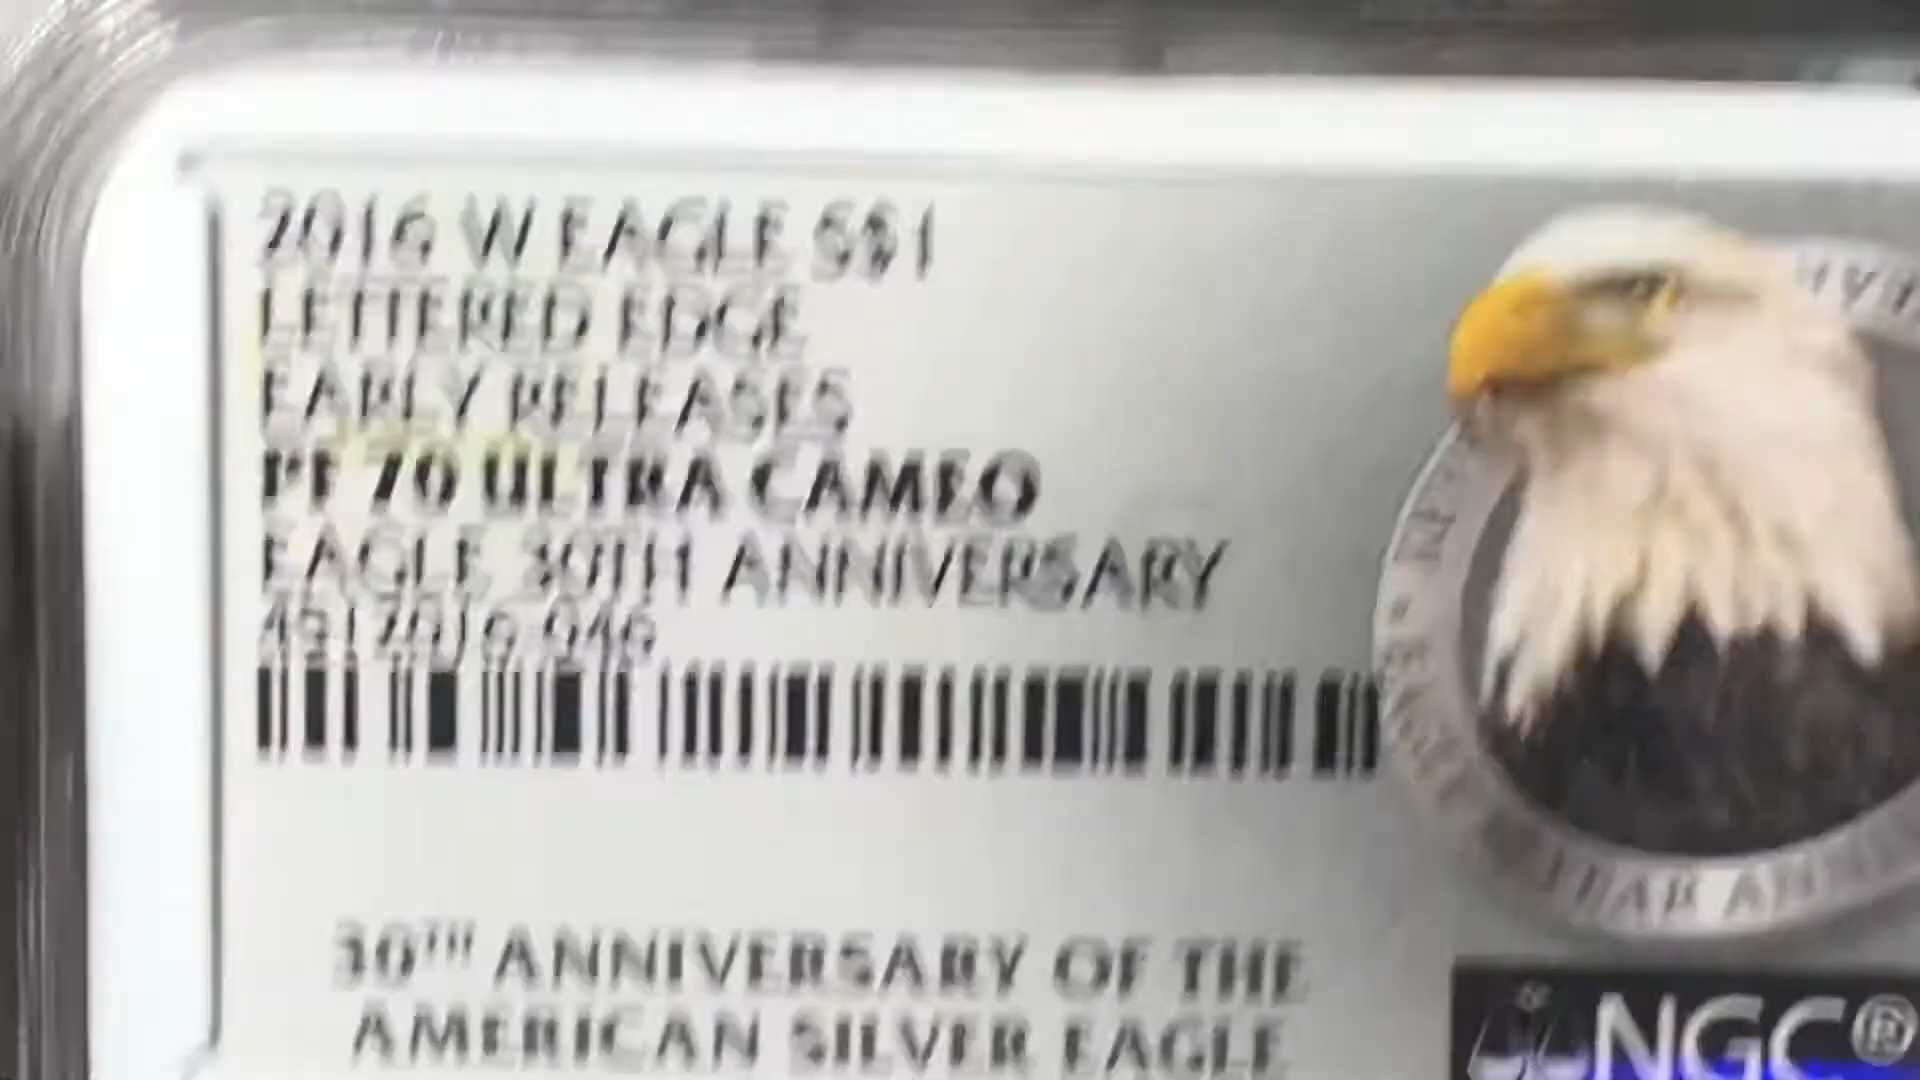 2016 W EAGLE S$1
LETTERED EDGE
EARLY RELEASES
PF 70 ULTRA CAMEO
EAGLE 30TH ANNIVERSARY
30TH ANNIVERSARY OF THE
AMERICAN SILVER EAGLE
NGC®